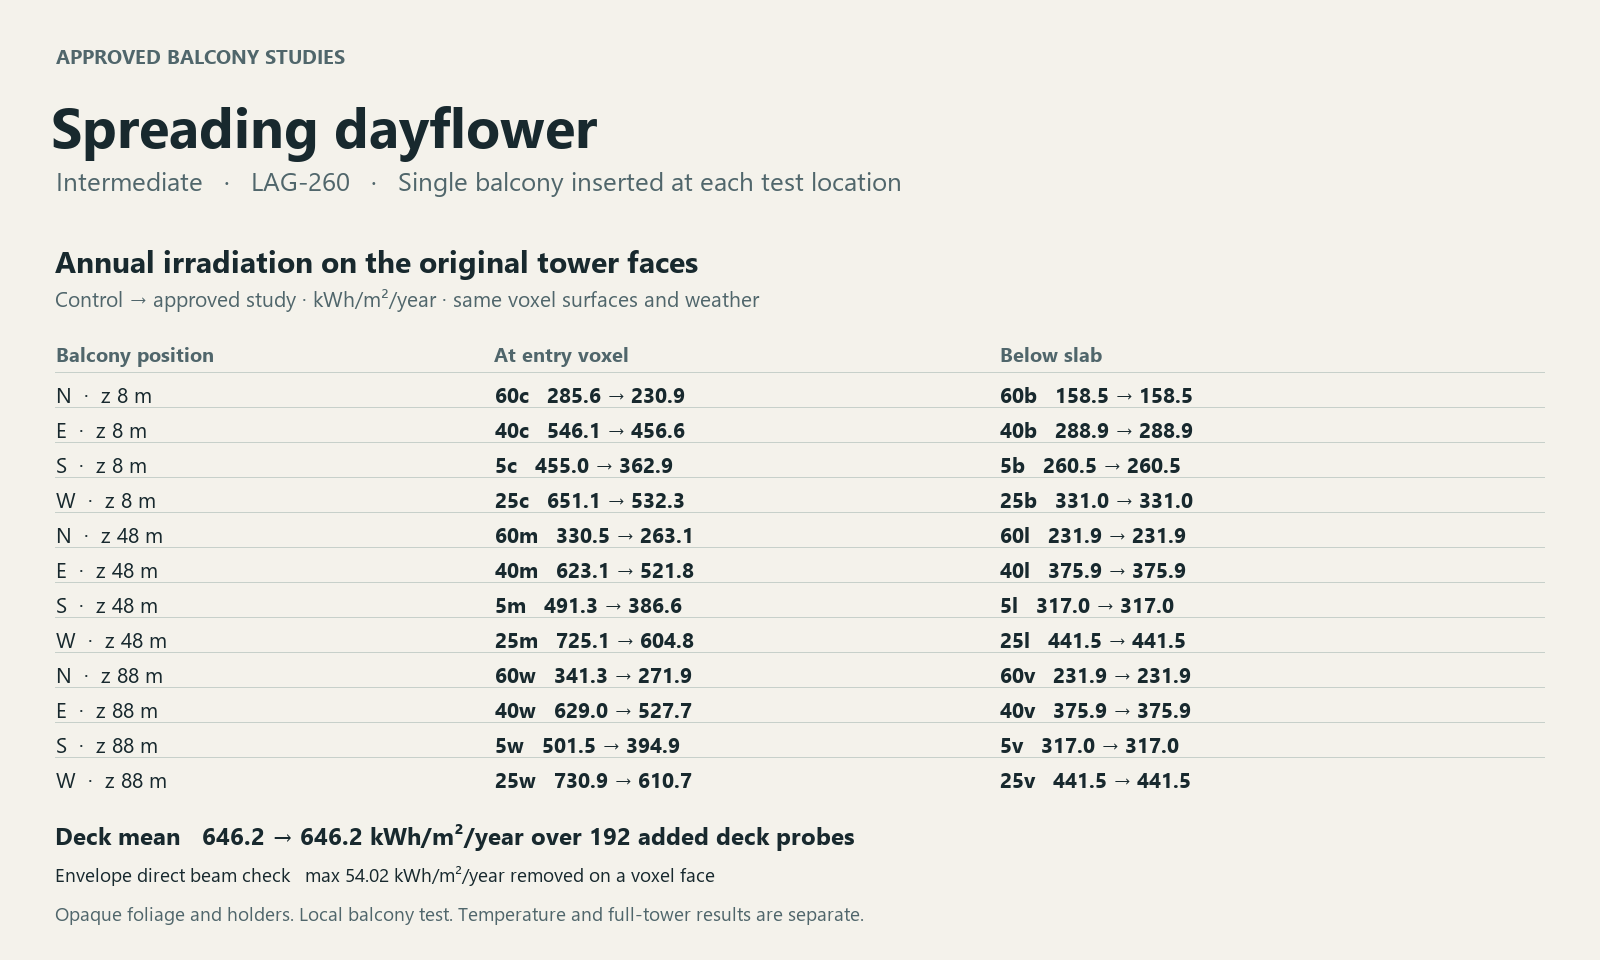 APPROVED BALCONY STUDIES
Spreading dayflower
Intermediate · LAG-260 · Single balcony inserted at each test location
Annual irradiation on the original tower faces
Control → approved study · kWh/m²/year · same voxel surfaces and weather
Balcony position At entry voxel Below slab
N · z 8 m 60c 285.6 → 230.9 60b 158.5 → 158.5
E · z 8 m 40c 546.1 → 456.6 40b 288.9 → 288.9
S · z 8 m 5c 455.0 → 362.9 5b 260.5 → 260.5
W · z 8 m 25c 651.1 → 532.3 25b 331.0 → 331.0
N · z 48 m 60m 330.5 → 263.1 60l 231.9 → 231.9
E · z 48 m 40m 623.1 → 521.8 40l 375.9 → 375.9
S · z 48 m 5m 491.3 → 386.6 5l 317.0 → 317.0
W · z 48 m 25m 725.1 → 604.8 25l 441.5 → 441.5
N · z 88 m 60w 341.3 → 271.9 60v 231.9 → 231.9
E · z 88 m 40w 629.0 → 527.7 40v 375.9 → 375.9
S · z 88 m 5w 501.5 → 394.9 5v 317.0 → 317.0
W · z 88 m 25w 730.9 → 610.7 25v 441.5 → 441.5
Deck mean 646.2 → 646.2 kWh/m²/year over 192 added deck probes
Envelope direct beam check max 54.02 kWh/m²/year removed on a voxel face
Opaque foliage and holders. Local balcony test. Temperature and full-tower results are separate.